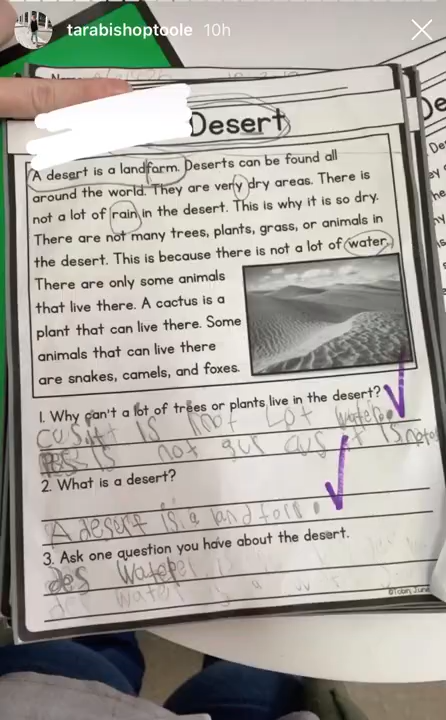 tarabishoptoole 10h
Desert
A desert is a landform. Deserts can be found all
around the world. They are very dry areas. There is
not a lot of rain in the desert. This is why it is so dry.
There are not many trees, plants, grass, or animals in
the desert. This is because there is not a lot of water.
There are only some animals
that live there. A cactus is a
plant that can live there. Some
animals that can live there
are snakes, camels, and foxes.
1. Why can't a lot of trees or plants live in the desert?
is not Lot Water.
is not
2. What is a desert?
A desert is a landform.
3. Ask one question you have about the desert.
des
De